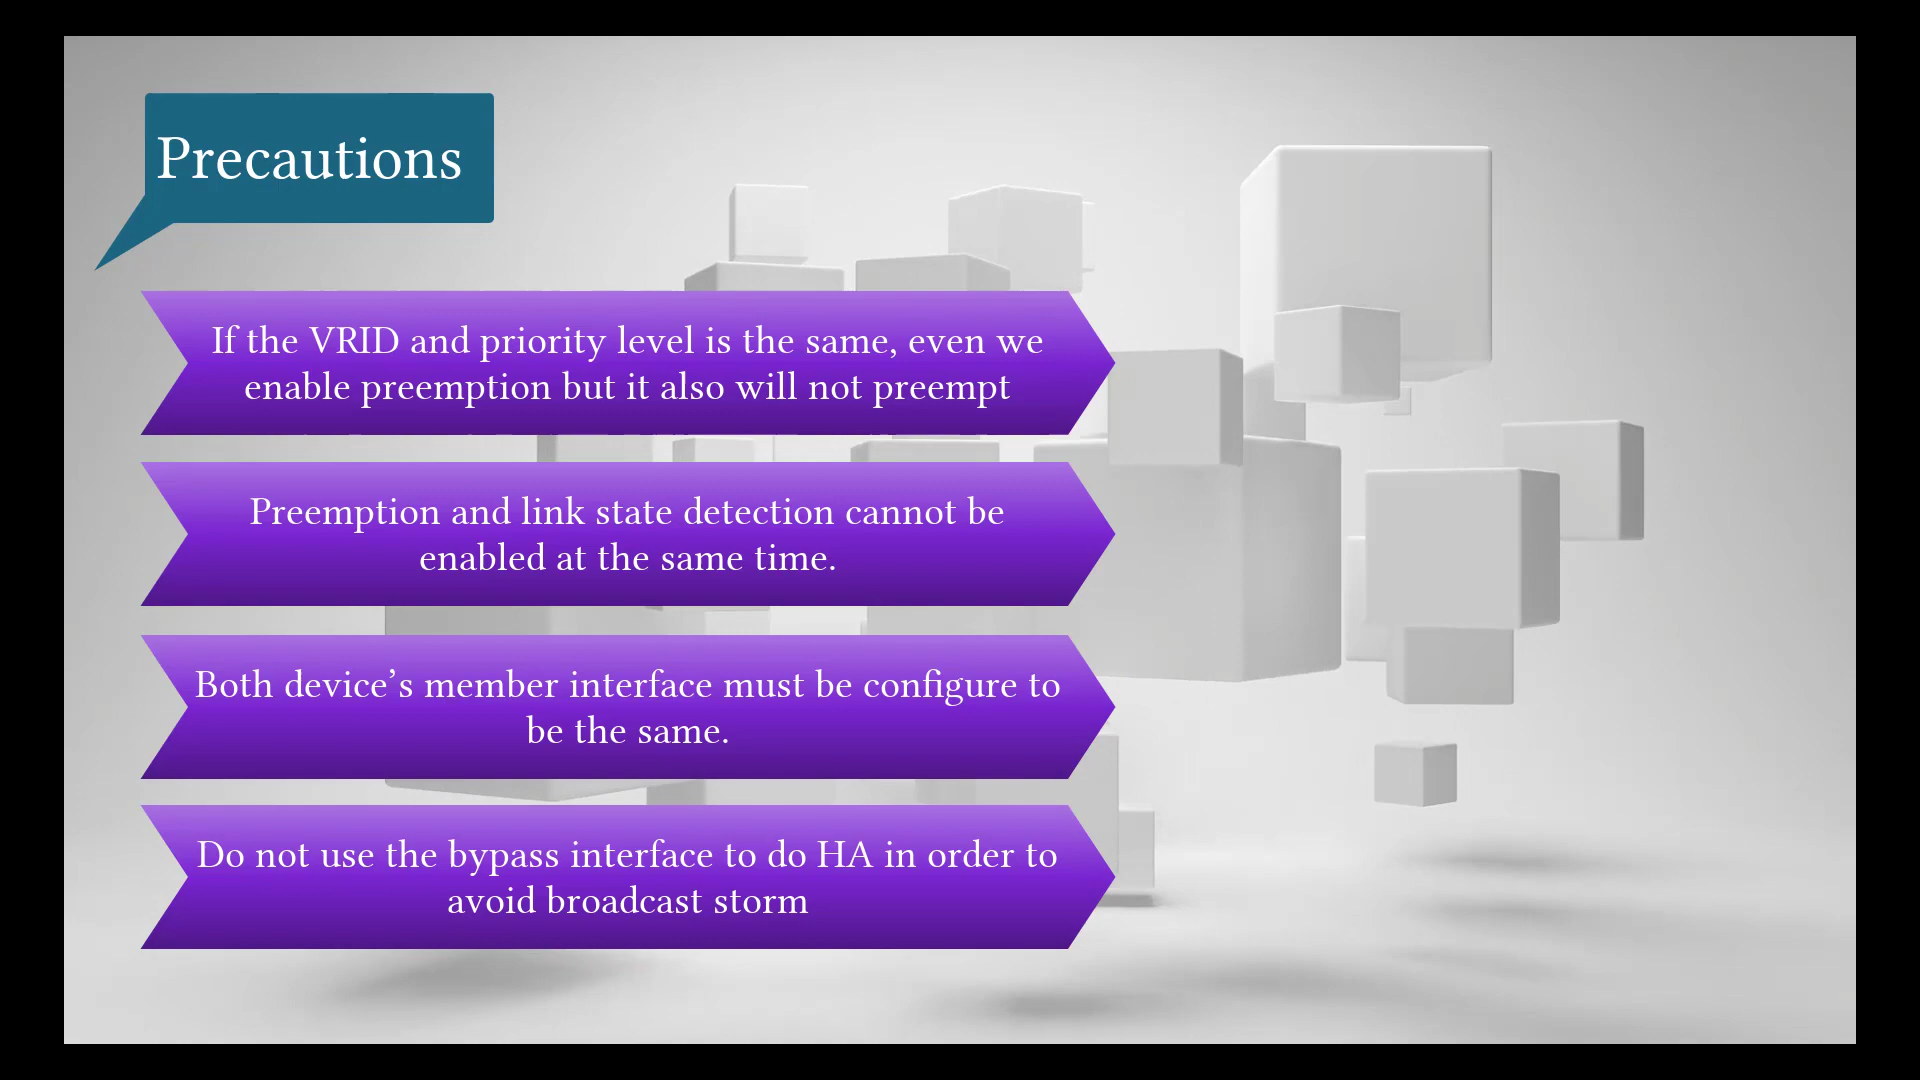 Precautions
If the VRID and priority level is the same, even we
enable preemption but it also will not preempt
Preemption and link state detection cannot be
enabled at the same time.
Both device’s member interface must be configure to
be the same.
Do not use the bypass interface to do HA in order to
avoid broadcast storm